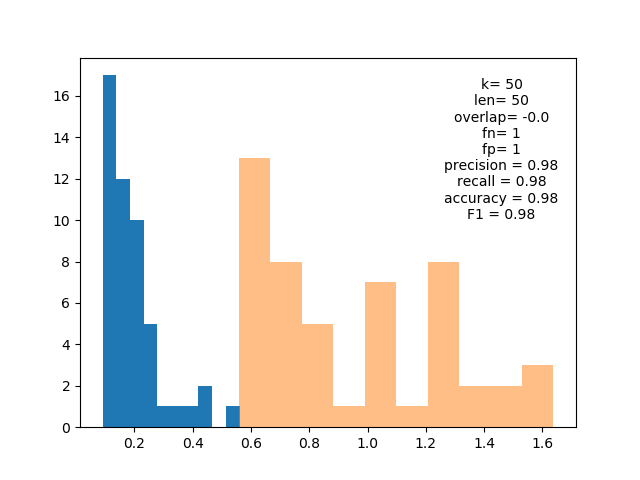 k= 50
len= 50
overlap= -0.0
fn= 1
fp= 1
precision = 0.98
recall = 0.98
accuracy = 0.98
F1 = 0.98
16
14
12
10
8
6
4
2
0
0.2 0.4 0.6 0.8 1.0 1.2 1.4 1.6